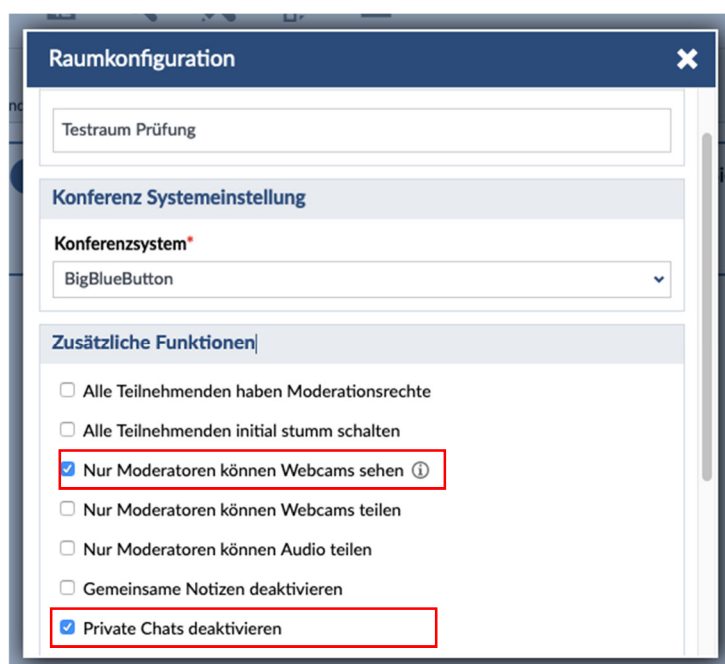 Raumkonfiguration
Testraum Prüfung
Konferenz Systemeinstellung
Konferenzsystem*
BigBlueButton
Zusätzliche Funktionen
Alle Teilnehmenden haben Moderationsrechte
Alle Teilnehmenden initial stumm schalten
Nur Moderatoren können Webcams sehen
Nur Moderatoren können Webcams teilen
Nur Moderatoren können Audio teilen
Gemeinsame Notizen deaktivieren
Private Chats deaktivieren